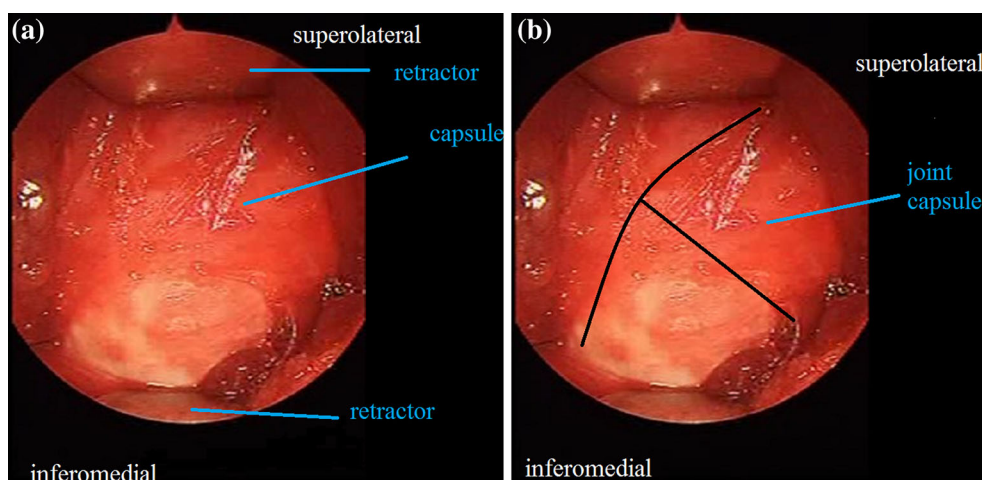 (a)
superolateral
retractor
capsule
retractor
inferomedial
(b)
superolateral
joint
capsule
inferomedial